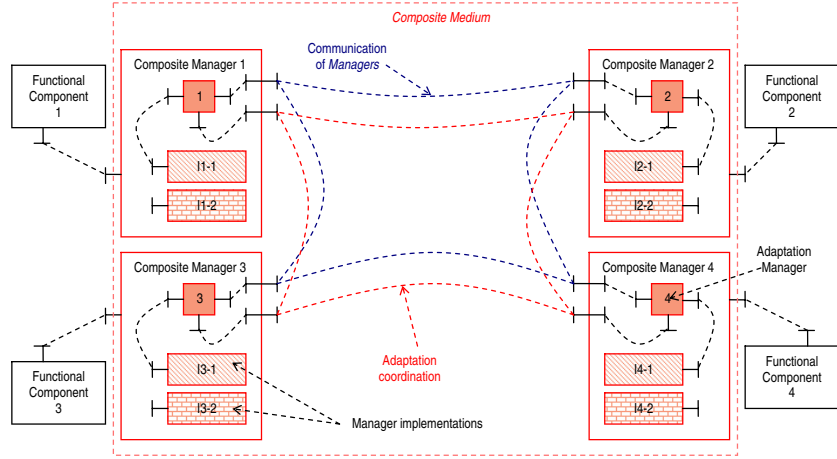 Composite Medium
Composite Manager 1
Communication
of Managers
Composite Manager 2
Functional
Component
1
1
2
Functional
Component
2
I1-1
I2-1
I1-2
I2-2
Composite Manager 3
Composite Manager 4
Adaptation
Manager
3
4
Functional
Component
3
I3-1
Adaptation
coordination
I4-1
Functional
Component
4
I3-2
Manager implementations
I4-2